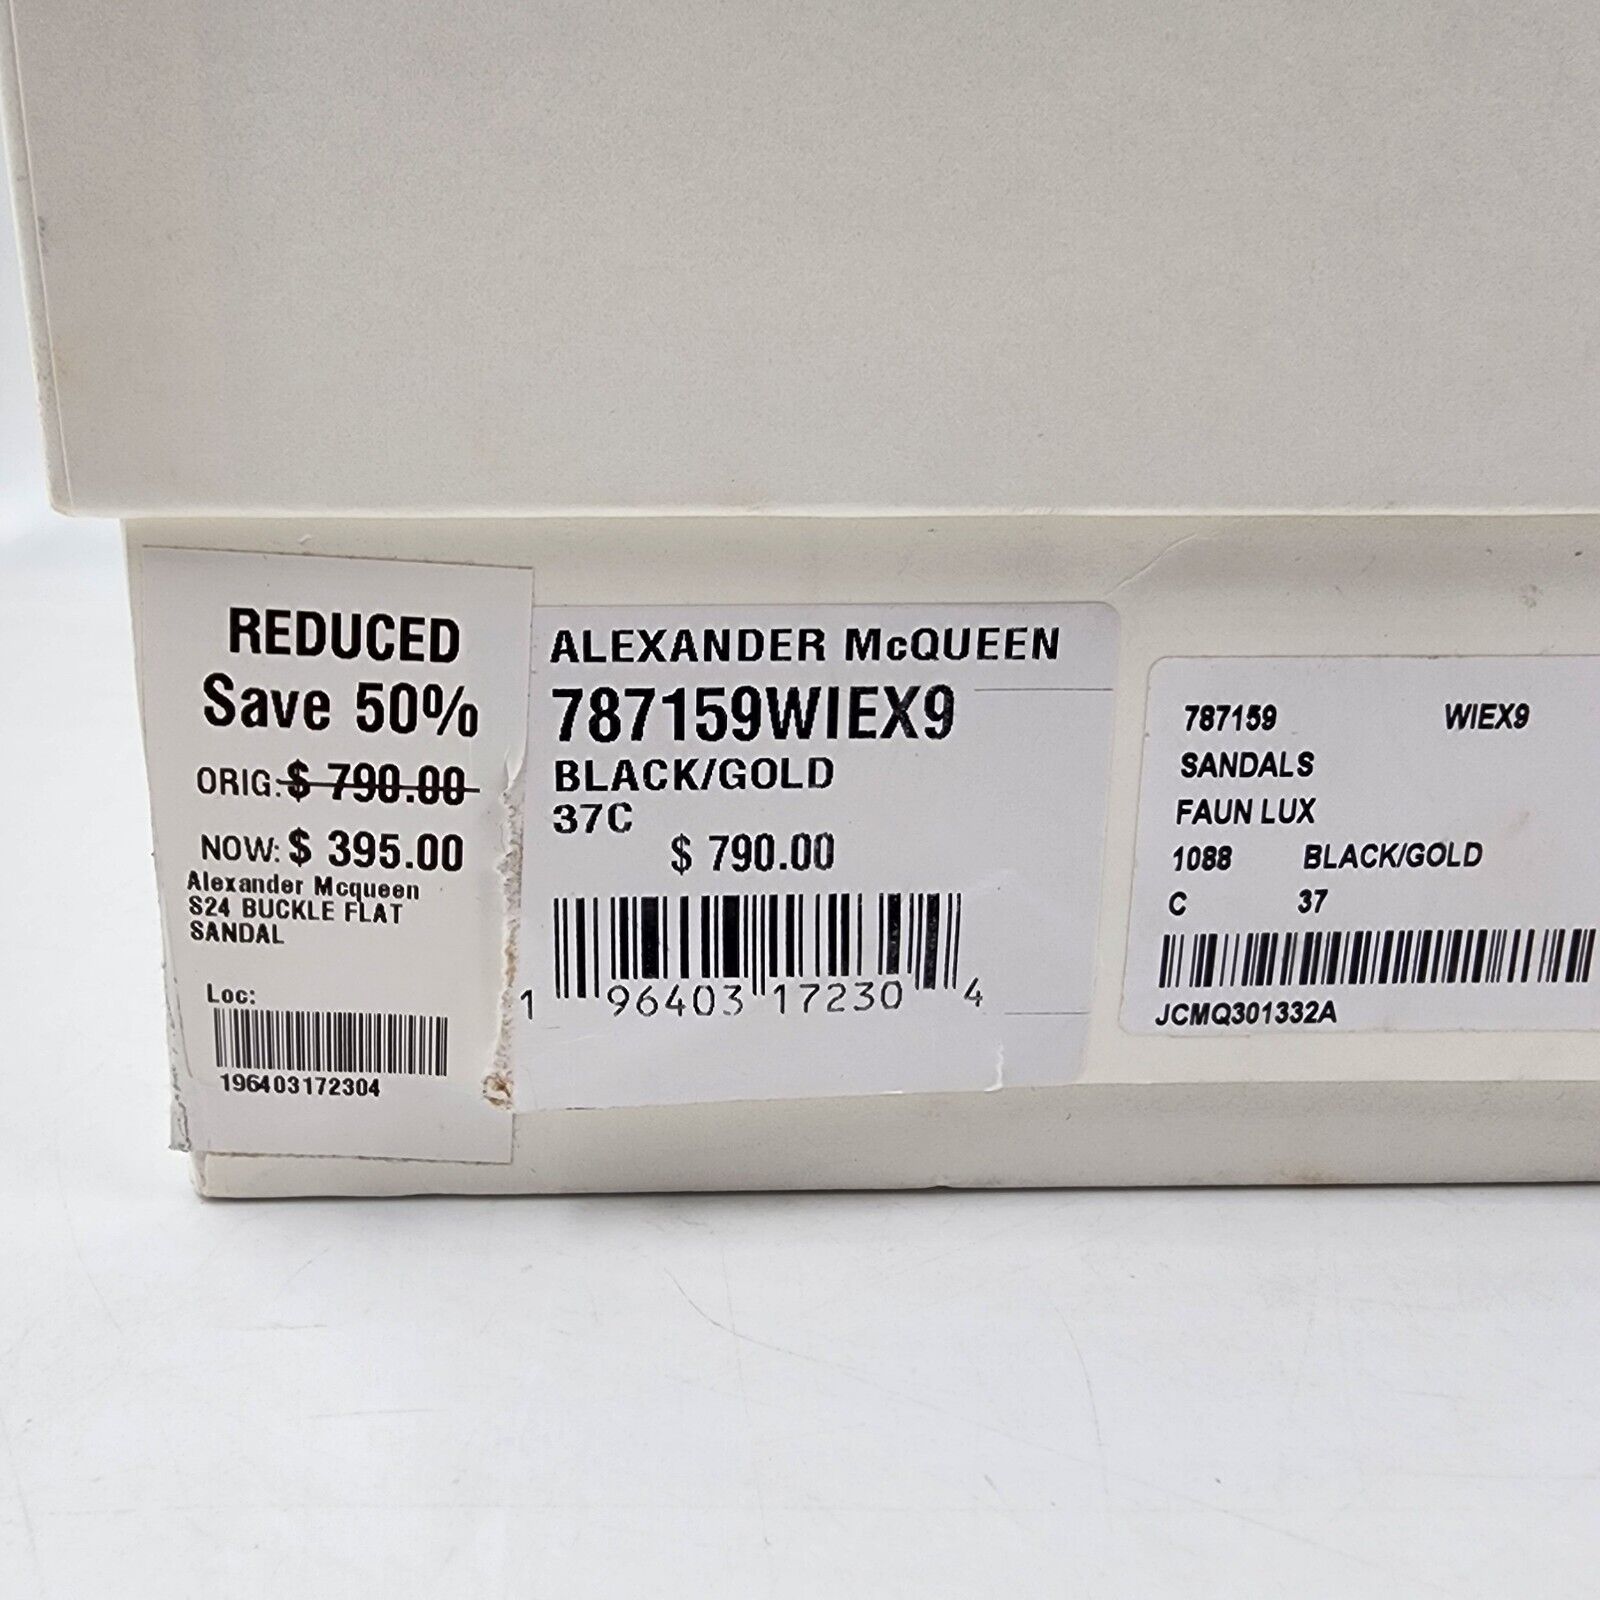 REDUCED
Save 50%
ORIG: $ 790.00
NOW: $ 395.00
Alexander Mcqueen
S24 BUCKLE FLAT
SANDAL
Loc:
196403172304
ALEXANDER McQUEEN
787159WIEX9
BLACK/GOLD
37C
$ 790.00
1 96403 17230 4
787159 WIEX9
SANDALS
FAUN LUX
1088 BLACK/GOLD
C 37
JCMQ301332A